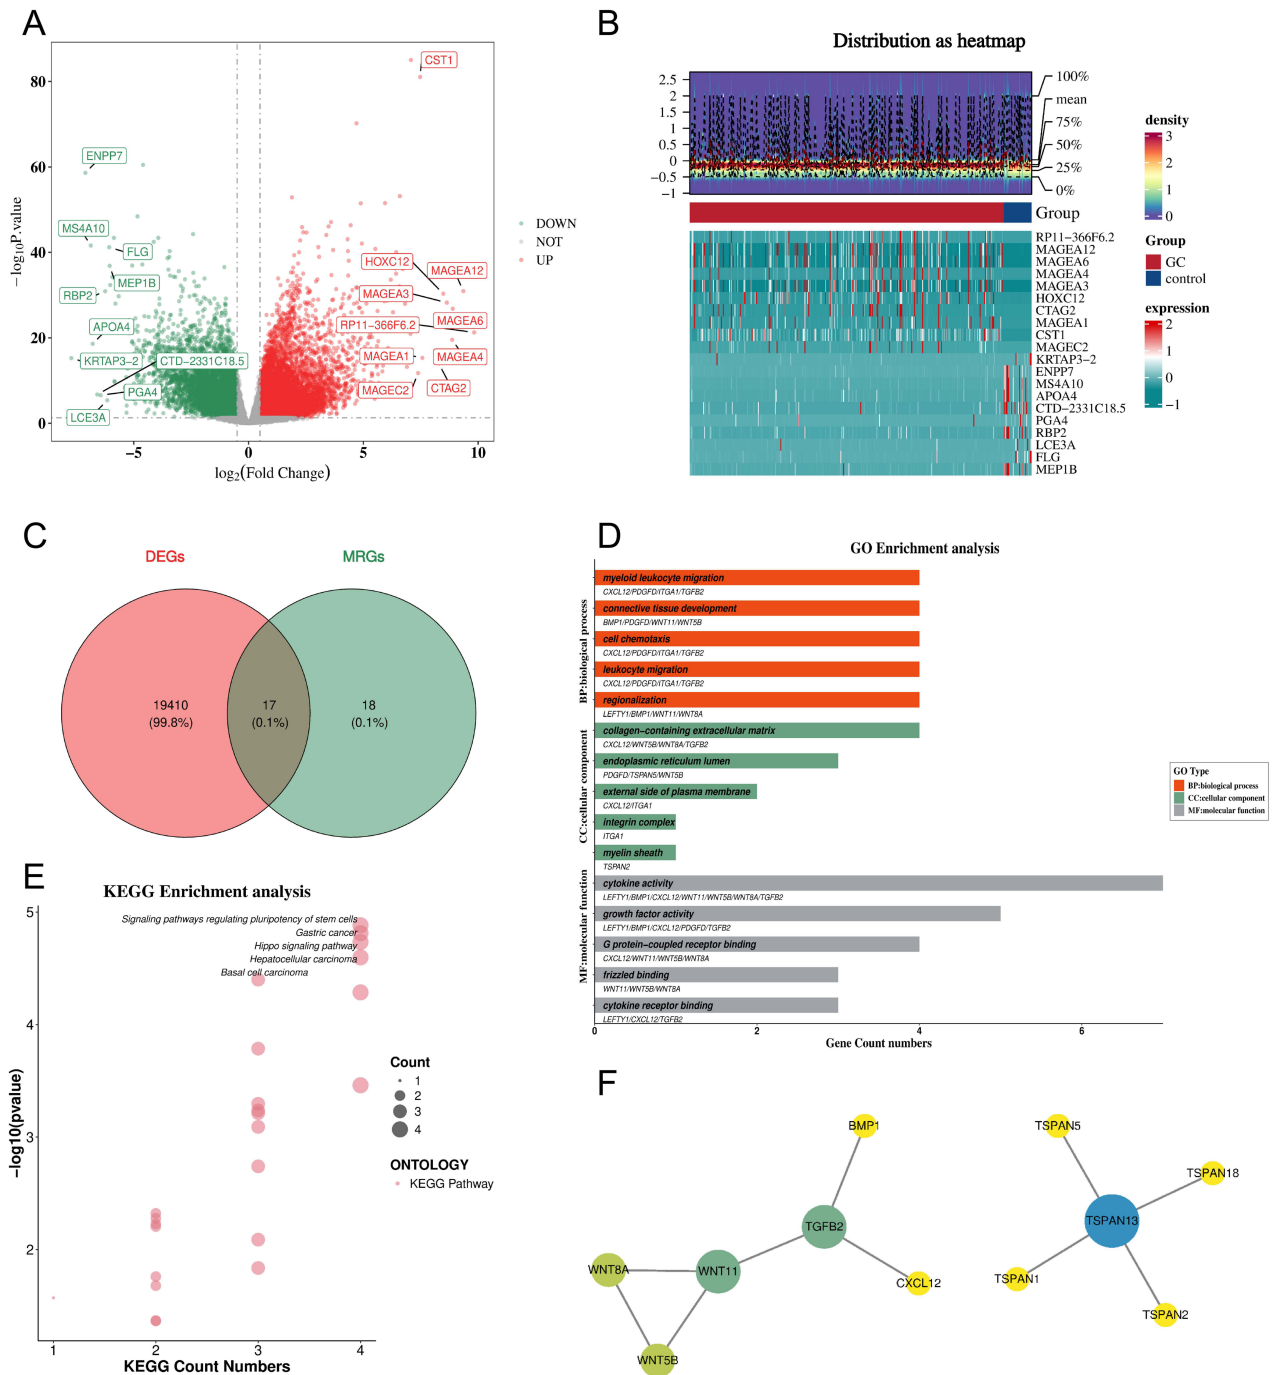 A
CST1
ENPP7
MS4A10
FLG
HOXC12
MAGEA12
MEP1B
MAGEA3
RBP2
RP11−366F6.2
MAGEA6
APOA4
KRTAP3−2
CTD−2331C18.5
MAGEA1
MAGEA4
PGA4
MAGEC2
CTAG2
LCE3A
80
60
40
20
0
−5
0
5
10
−log10P.value
log2(Fold Change)
DOWN
NOT
UP
B
Distribution as heatmap
2.5
2
1.5
1
0.5
0
−0.5
−1
100%
mean
75%
50%
25%
0%
Group
RP11−366F6.2
MAGEA12
MAGEA6
MAGEA4
MAGEA3
HOXC12
CTAG2
MAGEA1
CST1
MAGEC2
KRTAP3−2
ENPP7
MS4A10
APOA4
CTD−2331C18.5
PGA4
RBP2
LCE3A
FLG
MEP1B
density
3
2
1
0
Group
GC
control
expression
2
1
0
−1
C
DEGs
MRGs
19410
(99.8%)
17
(0.1%)
18
(0.1%)
D
GO Enrichment analysis
BP:biological process
CC:cellular component
MF:molecular function
myeloid leukocyte migration
CXCL12/PDGFD/ITGA1/TGFB2
connective tissue development
BMP1/PDGFD/WNT11/WNT5B
cell chemotaxis
CXCL12/PDGFD/ITGA1/TGFB2
leukocyte migration
CXCL12/PDGFD/ITGA1/TGFB2
regionalization
LEFTY1/BMP1/WNT11/WNT8A
collagen−containing extracellular matrix
CXCL12/WNT5B/WNT8A/TGFB2
endoplasmic reticulum lumen
PDGFD/TSPAN5/WNT5B
external side of plasma membrane
CXCL12/ITGA1
integrin complex
ITGA1
myelin sheath
TSPAN2
cytokine activity
LEFTY1/BMP1/CXCL12/WNT11/WNT5B/WNT8A/TGFB2
growth factor activity
LEFTY1/BMP1/CXCL12/PDGFD/TGFB2
G protein−coupled receptor binding
CXCL12/WNT11/WNT5B/WNT8A
frizzled binding
WNT11/WNT5B/WNT8A
cytokine receptor binding
LEFTY1/CXCL12/TGFB2
0
2
4
6
Gene Count numbers
GO Type
BP:biological process
CC:cellular component
MF:molecular function
E
KEGG Enrichment analysis
Signaling pathways regulating pluripotency of stem cells
Gastric cancer
Hippo signaling pathway
Hepatocellular carcinoma
Basal cell carcinoma
5
4
3
2
1
2
3
4
−log10(pvalue)
KEGG Count Numbers
Count
1
2
3
4
ONTOLOGY
KEGG Pathway
F
BMP1
TGFB2
WNT8A
WNT11
CXCL12
WNT5B
TSPAN5
TSPAN18
TSPAN13
TSPAN1
TSPAN2